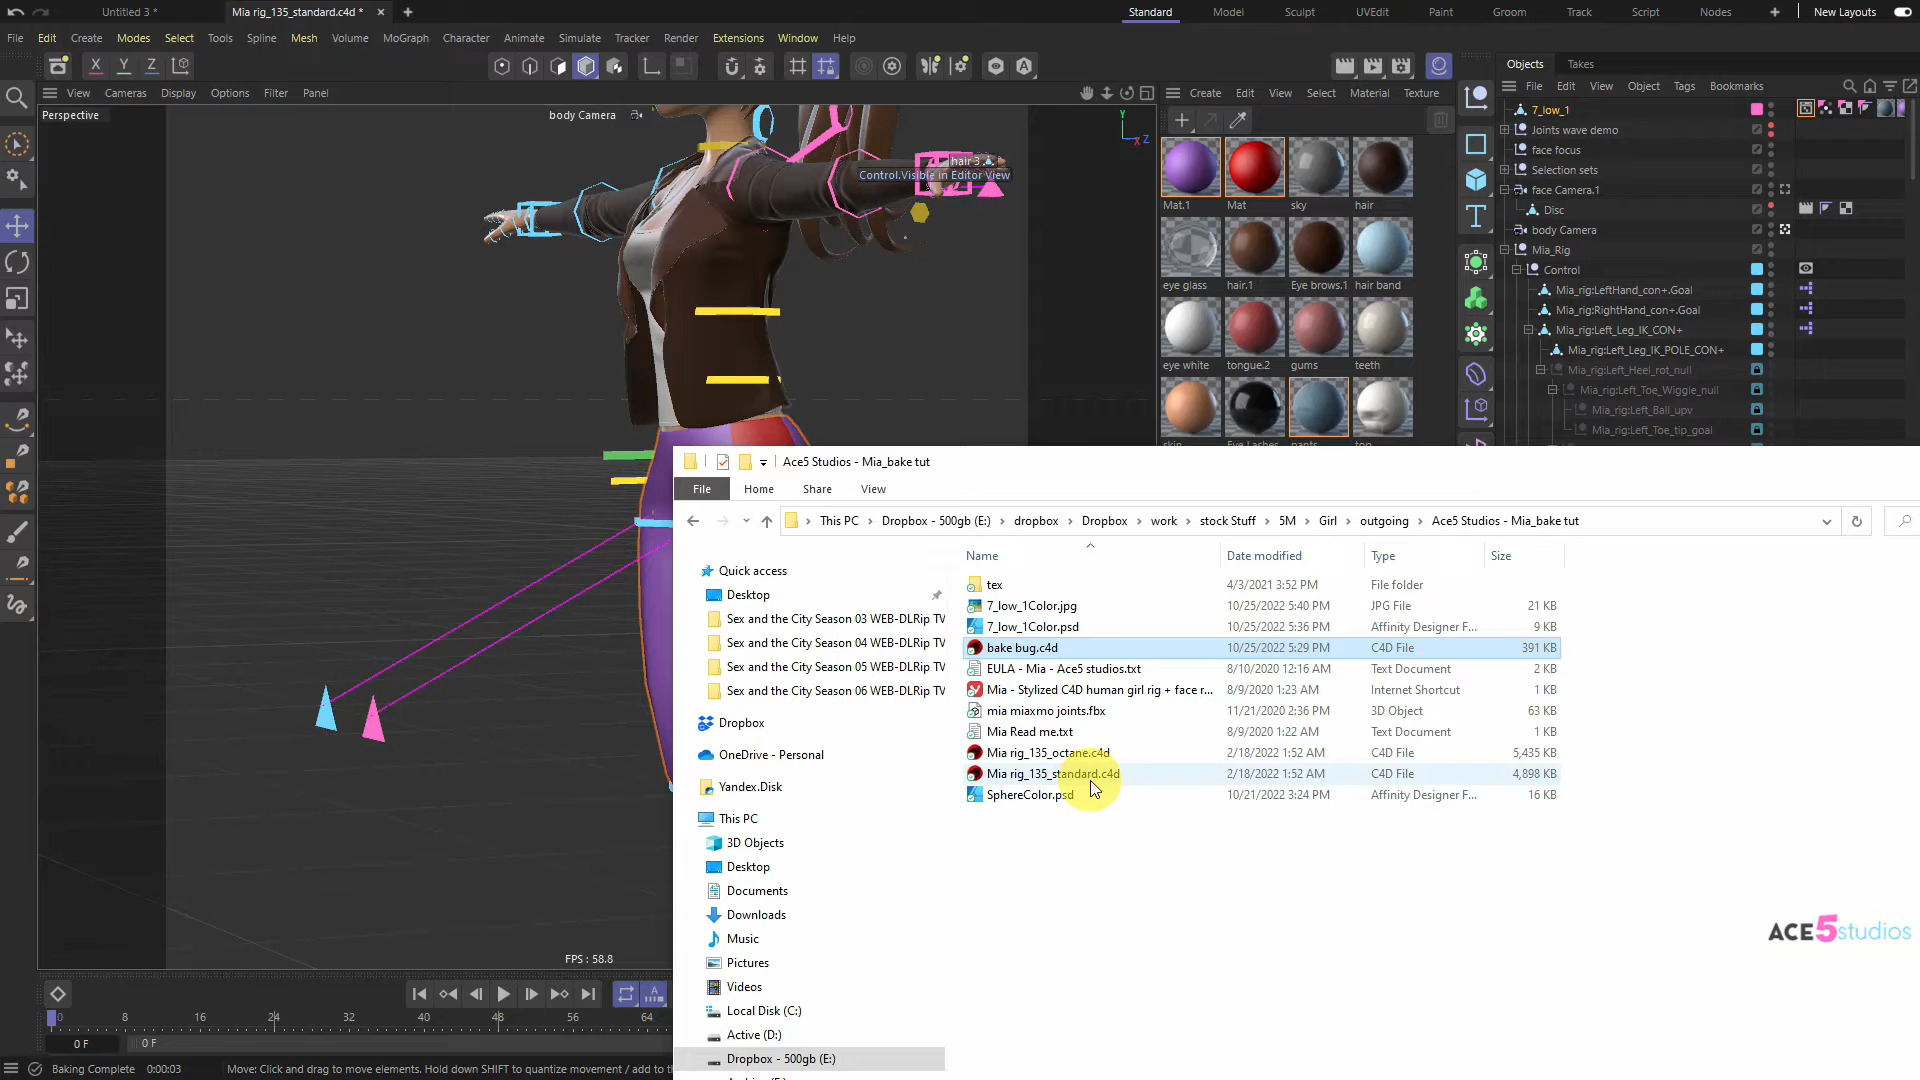 Untitled 3 *
Mia rig_135_standard.c4d *
Standard
Model
Sculpt
UVEdit
Paint
Groom
Track
Script
Nodes
New Layouts
File
Edit
Create
Modes
Select
Tools
Spline
Mesh
Volume
MoGraph
Character
Animate
Simulate
Tracker
Render
Extensions
Window
Help
X
Y
Z
Objects
Takes
View
Cameras
Display
Options
Filter
Panel
Create
Edit
View
Select
Material
Texture
File
Edit
View
Object
Tags
Bookmarks
Perspective
body Camera
Y
X
Z
hair 3
Control.Visible in Editor View
Mat.1
Mat
sky
hair
eye glass
hair.1
Eye brows.1
hair band
eye white
tongue.2
gums
teeth
7_low_1
Joints wave demo
face focus
Selection sets
face Camera.1
Disc
body Camera
Mia_Rig
Control
Mia_rig:LeftHand_con+.Goal
Mia_rig:RightHand_con+.Goal
Mia_rig:Left_Leg_IK_CON+
Mia_rig:Left_Leg_IK_POLE_CON+
Mia_rig:Left_Heel_rot_null
Mia_rig:Left_Toe_Wiggle_null
Mia_rig:Left_Ball_upv
Mia_rig:Left_Toe_tip_goal
Ace5 Studios - Mia_bake tut
File
Home
Share
View
This PC
Dropbox - 500gb (E:)
dropbox
Dropbox
work
stock Stuff
5M
Girl
outgoing
Ace5 Studios - Mia_bake tut
Name
Date modified
Type
Size
tex
4/3/2021 3:52 PM
File folder
7_low_1Color.jpg
10/25/2022 5:40 PM
JPG File
21 KB
7_low_1Color.psd
10/25/2022 5:36 PM
Affinity Designer F...
9 KB
bake bug.c4d
10/25/2022 5:29 PM
C4D File
391 KB
EULA - Mia - Ace5 studios.txt
8/10/2020 12:16 AM
Text Document
2 KB
Mia - Stylized C4D human girl rig + face r...
8/9/2020 1:23 AM
Internet Shortcut
1 KB
mia miaxmo joints.fbx
11/21/2020 2:36 PM
3D Object
63 KB
Mia Read me.txt
8/9/2020 1:22 AM
Text Document
1 KB
Mia rig_135_octane.c4d
2/18/2022 1:52 AM
C4D File
5,435 KB
Mia rig_135_standard.c4d
2/18/2022 1:52 AM
C4D File
4,898 KB
SphereColor.psd
10/21/2022 3:24 PM
Affinity Designer F...
16 KB
Quick access
Desktop
Sex and the City Season 03 WEB-DLRip TV
Sex and the City Season 04 WEB-DLRip TV
Sex and the City Season 05 WEB-DLRip TV
Sex and the City Season 06 WEB-DLRip TV
Dropbox
OneDrive - Personal
Yandex.Disk
This PC
3D Objects
Desktop
Documents
Downloads
Music
Pictures
Videos
Local Disk (C:)
Active (D:)
Dropbox - 500gb (E:)
ACE5studios
FPS : 58.8
0
8
16
24
32
40
48
56
64
0 F
0 F
Baking Complete
0:00:03
Move: Click and drag to move elements. Hold down SHIFT to quantize movement / add to th